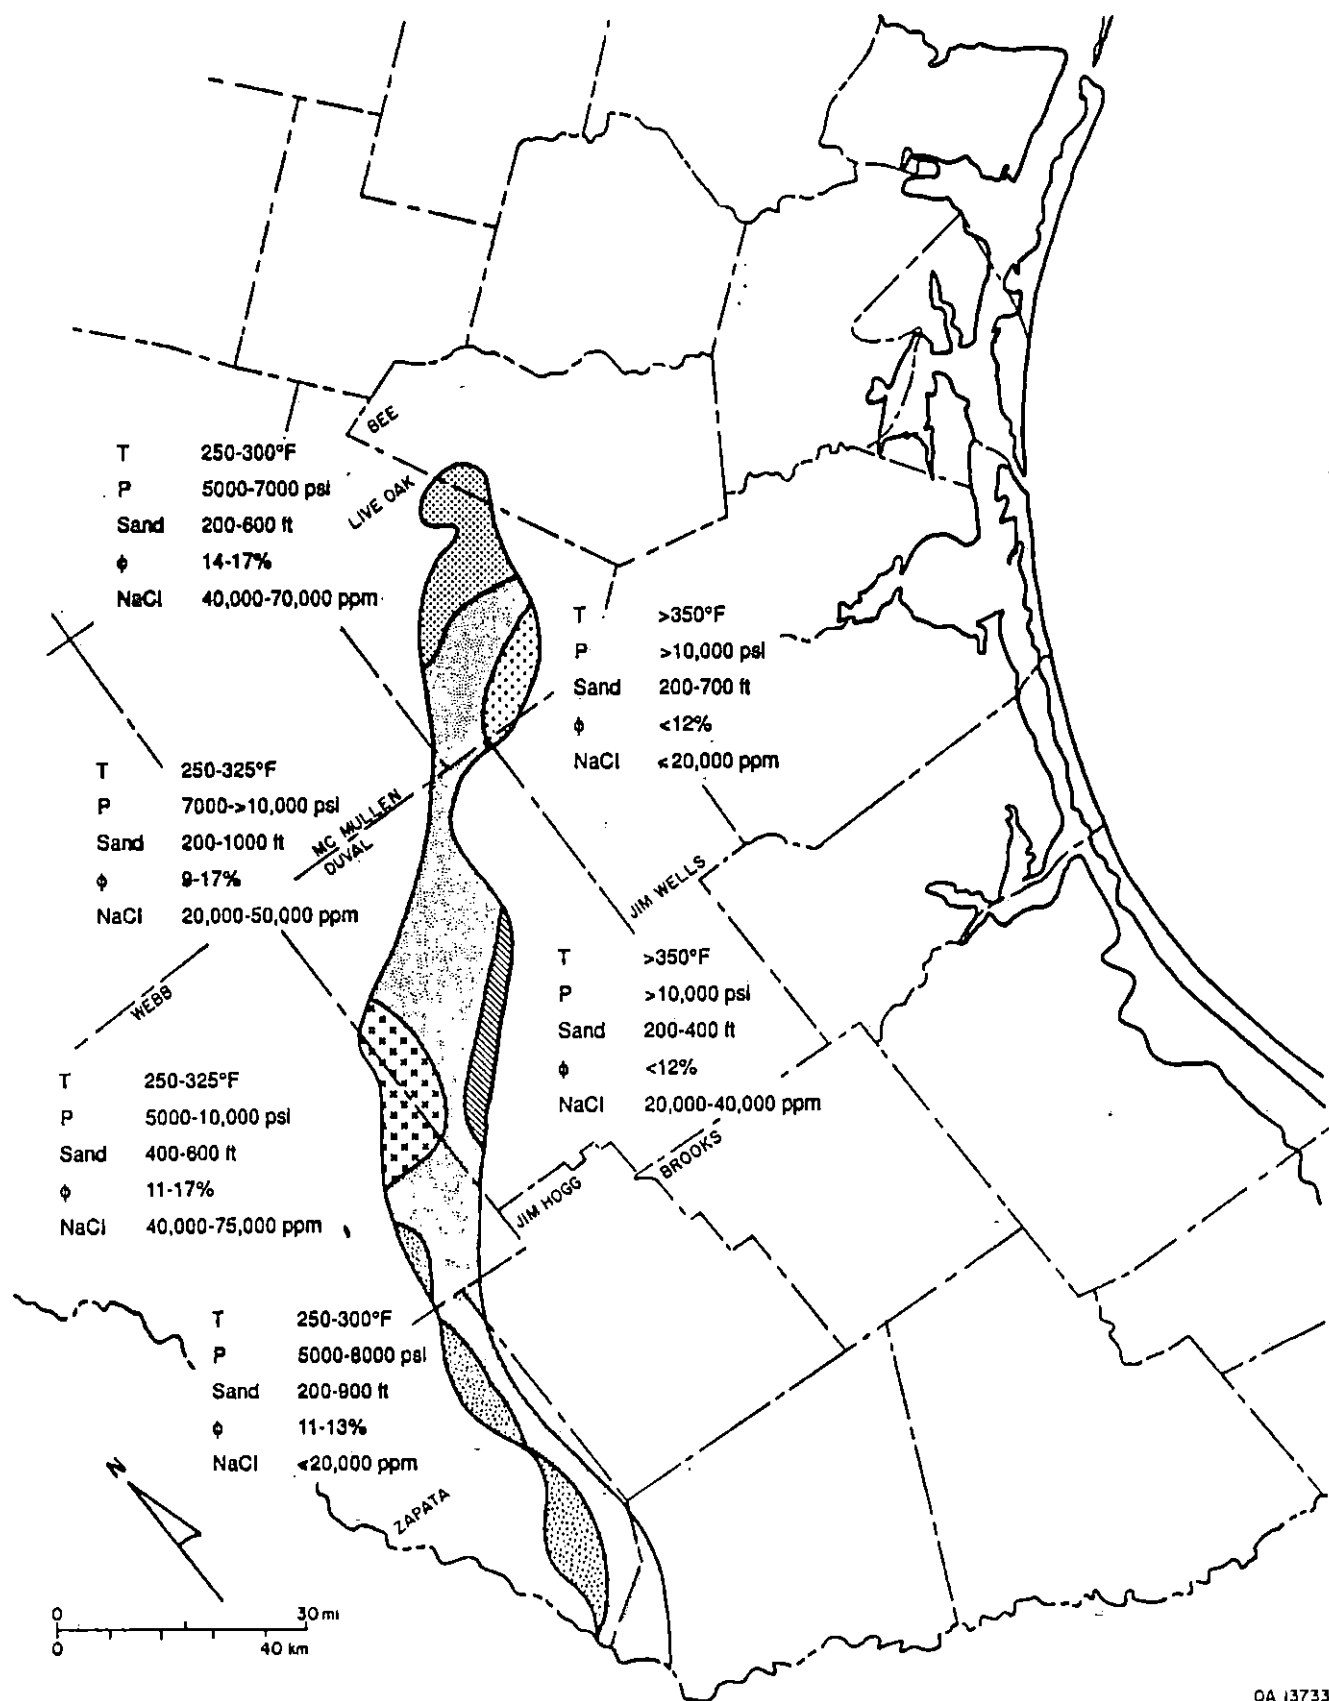 BEE
LIVE OAK
T 250-300°F
P 5000-7000 psi
Sand 200-600 ft
ϕ 14-17%
NaCl 40,000-70,000 ppm
T >350°F
P >10,000 psi
Sand 200-700 ft
ϕ <12%
NaCl <20,000 ppm
T 250-325°F
P 7000->10,000 psi
Sand 200-1000 ft
ϕ 9-17%
NaCl 20,000-50,000 ppm
MC MULLEN
DUVAL
JIM WELLS
WEBB
T >350°F
P >10,000 psi
Sand 200-400 ft
ϕ <12%
NaCl 20,000-40,000 ppm
T 250-325°F
P 5000-10,000 psi
Sand 400-600 ft
ϕ 11-17%
NaCl 40,000-75,000 ppm
BROOKS
JIM HOGG
T 250-300°F
P 5000-8000 psi
Sand 200-900 ft
ϕ 11-13%
NaCl <20,000 ppm
N
ZAPATA
0 30 mi
0 40 km
QA 13733